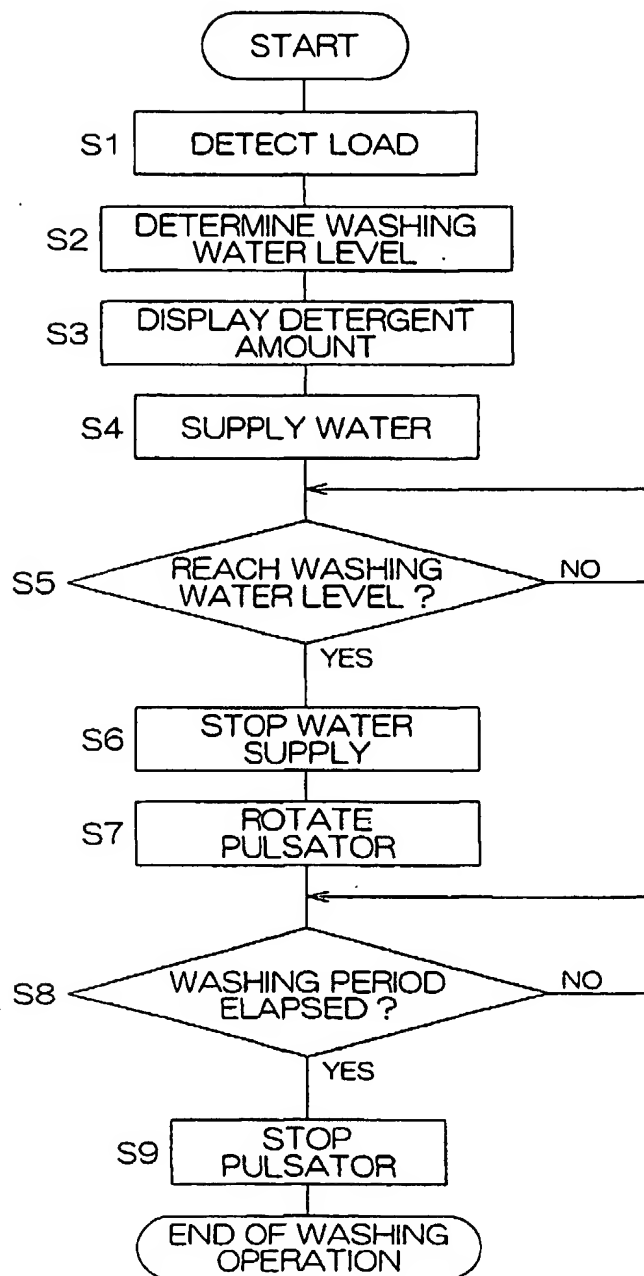 START
S1
DETECT LOAD
S2
DETERMINE WASHING
WATER LEVEL
S3
DISPLAY DETERGENT
AMOUNT
S4
SUPPLY WATER
S5
REACH WASHING
WATER LEVEL ?
NO
YES
S6
STOP WATER
SUPPLY
S7
ROTATE
PULSATOR
S8
WASHING PERIOD
ELAPSED ?
NO
YES
S9
STOP
PULSATOR
END OF WASHING
OPERATION